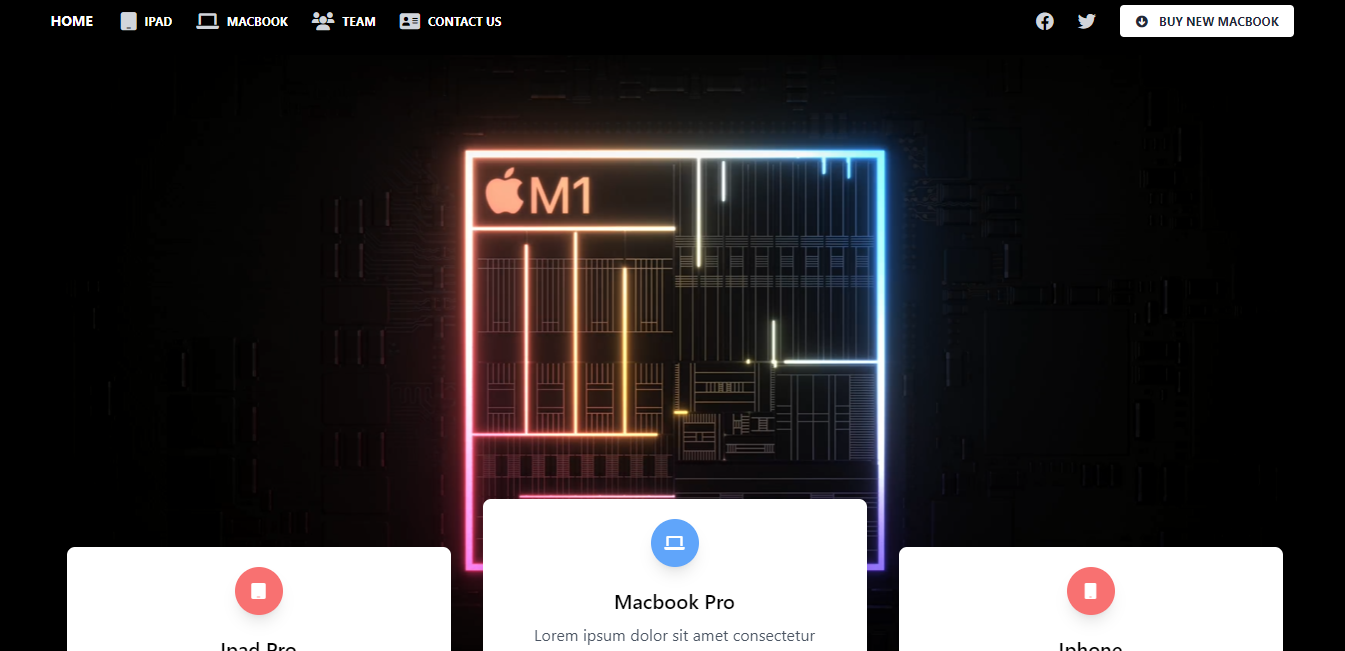 HOME
IPAD
MACBOOK
TEAM
CONTACT US
BUY NEW MACBOOK
M1
Macbook Pro
Lorem ipsum dolor sit amet consectetur
Ipad Pro
Iphone